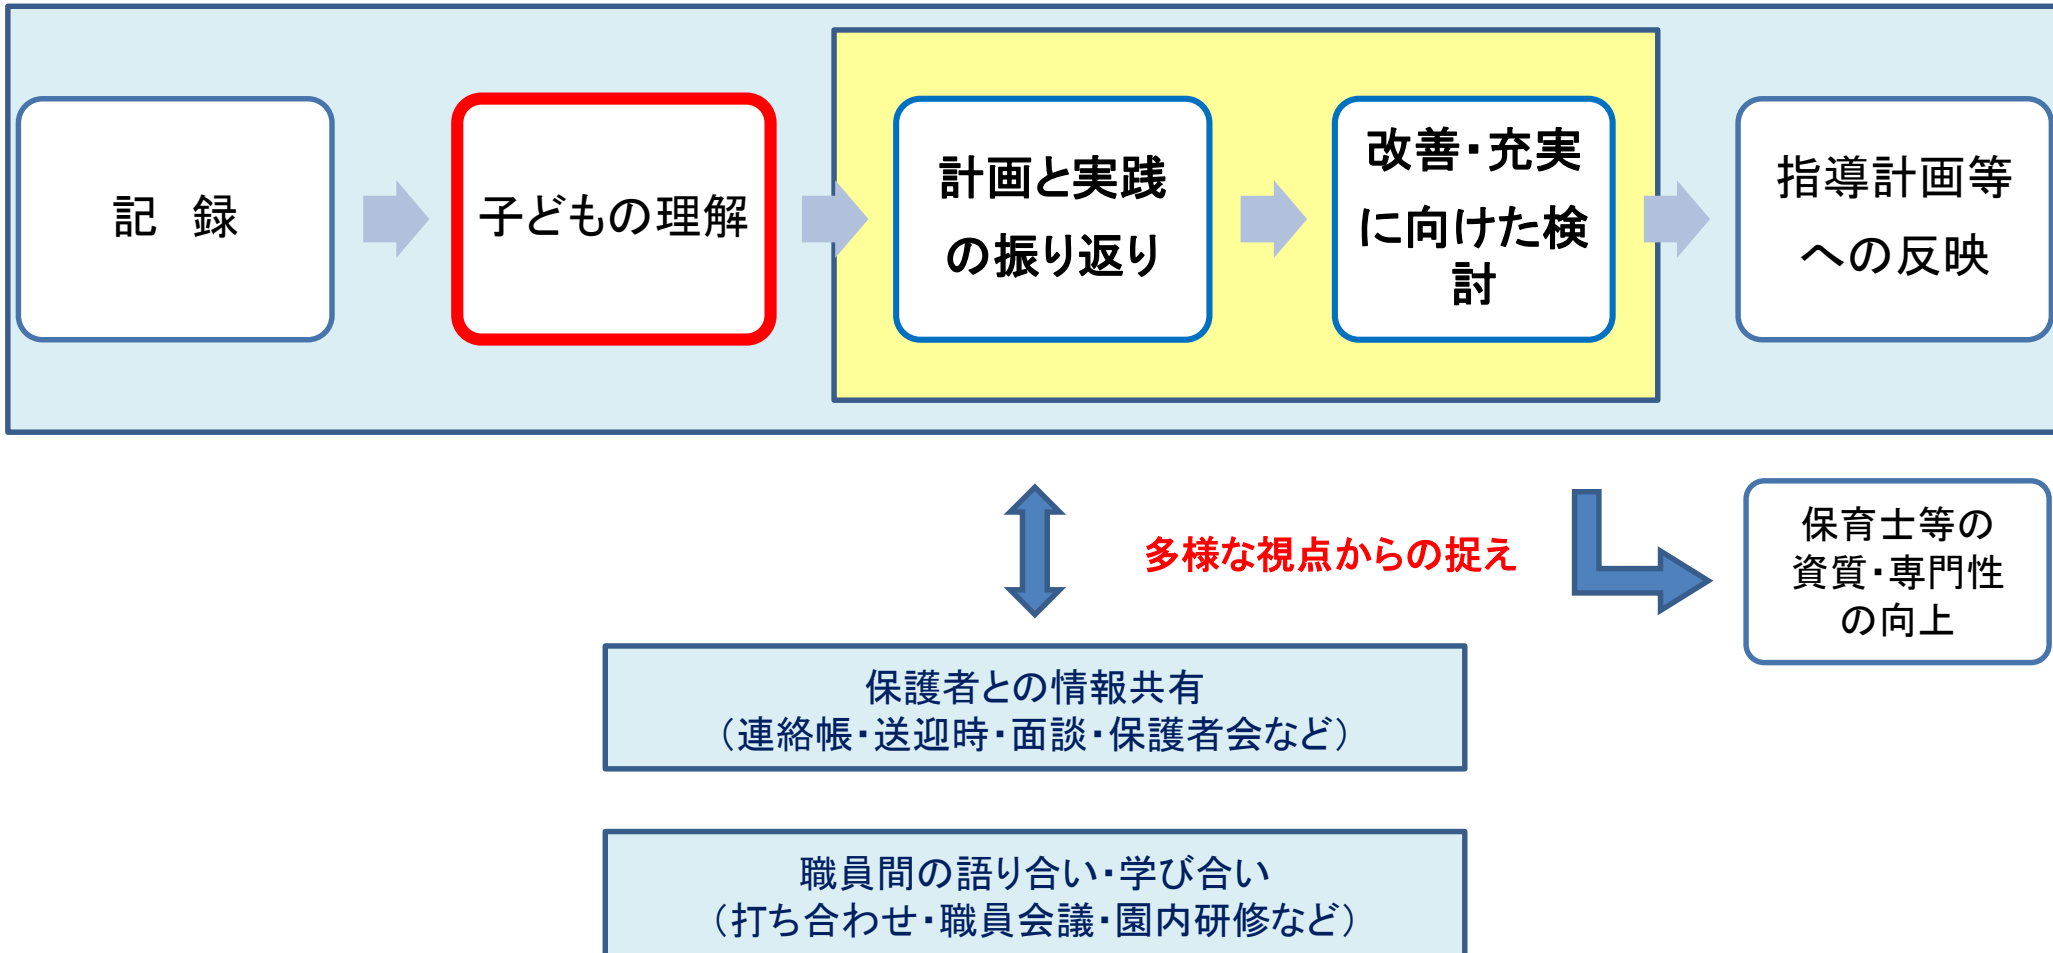 記　録
子どもの理解
計画と実践
の振り返り
改善・充実
に向けた検
討
指導計画等
への反映
多様な視点からの捉え
保育士等の
資質・専門性
の向上
保護者との情報共有
（連絡帳・送迎時・面談・保護者会など）
職員間の語り合い・学び合い
（打ち合わせ・職員会議・園内研修など）